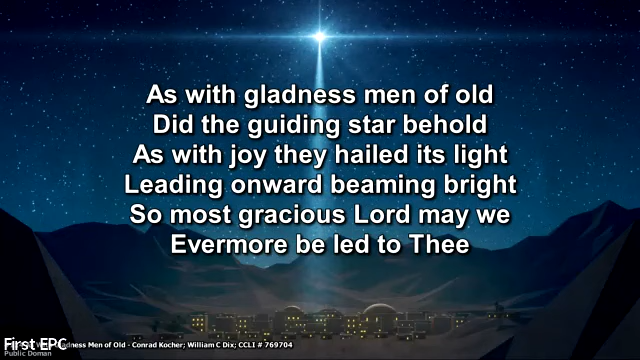 As with gladness men of old
Did the guiding star behold
As with joy they hailed its light
Leading onward beaming bright
So most gracious Lord may we
Evermore be led to Thee
First EPC
Men of Old - Conrad Kocher; William C Dix; CCLI # 769704
Public Doman